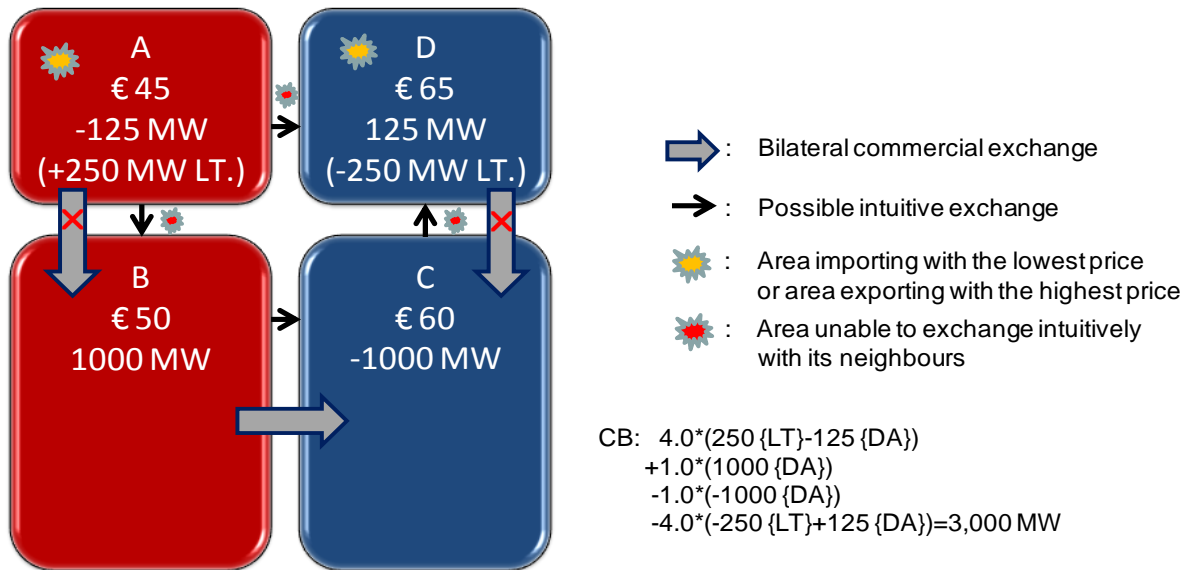 A
€ 45
-125 MW
(+250 MW LT.)
D
€ 65
125 MW
(-250 MW LT.)
B
€ 50
1000 MW
C
€ 60
-1000 MW
: Bilateral commercial exchange
: Possible intuitive exchange
: Area importing with the lowest price
or area exporting with the highest price
: Area unable to exchange intuitively
with its neighbours
CB: 4.0*(250 {LT}-125 {DA})
+1.0*(1000 {DA})
-1.0*(-1000 {DA})
-4.0*(-250 {LT}+125 {DA})=3,000 MW